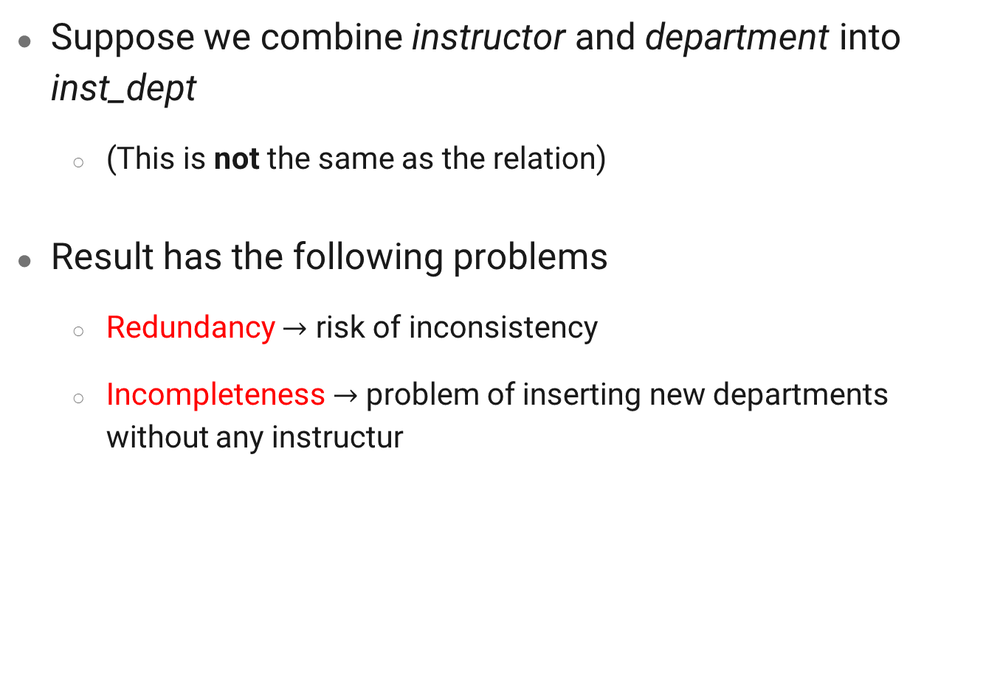 • Suppose we combine instructor and department into
inst_dept
○ (This is not the same as the relation)
• Result has the following problems
○ Redundancy → risk of inconsistency
○ Incompleteness → problem of inserting new departments
without any instructur